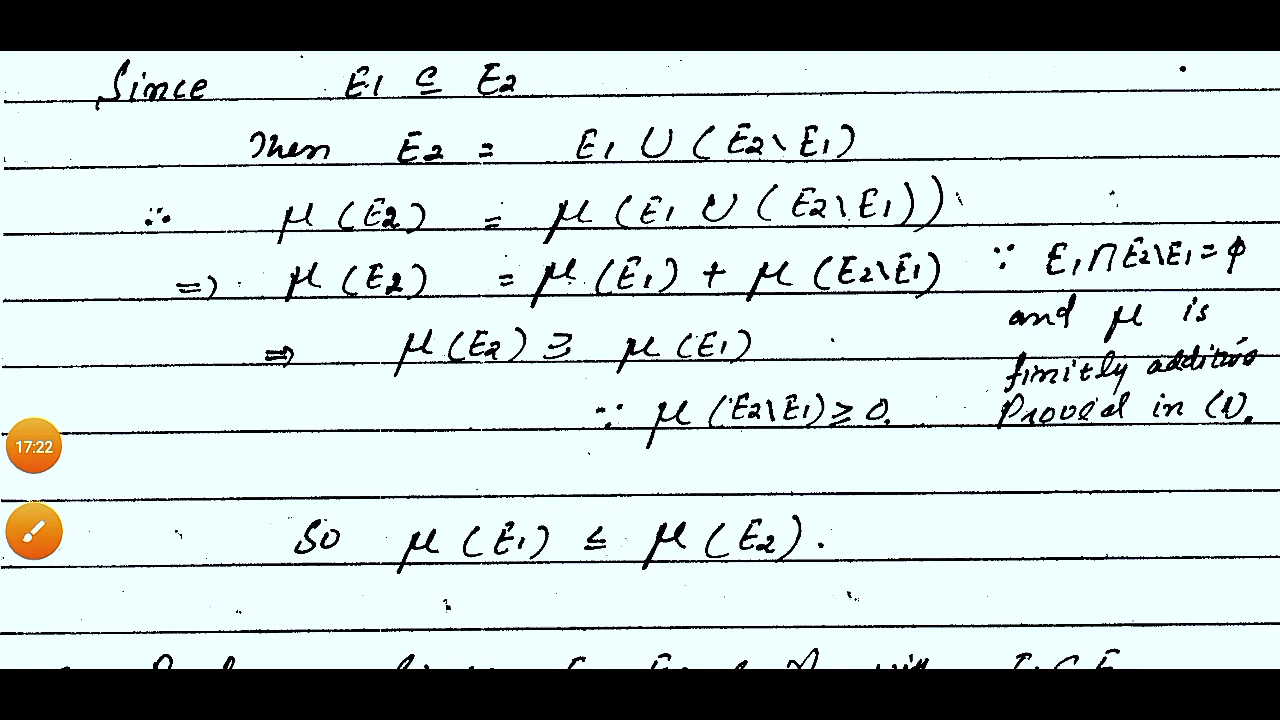 Since E1 ⊆ E2
Then E2 = E1 ∪ (E2\E1)
∴ μ (E2) = μ (E1 ∪ (E2\E1))
⇒ μ (E2) = μ (E1) + μ (E2\E1) ∵ E1∩E2\E1 = φ
and μ is
⇒ μ (E2) ≥ μ (E1)
finitly additive
∵ μ (E2\E1) ≥ 0. Proved in (1).
17:22
So μ (E1) ≤ μ (E2).